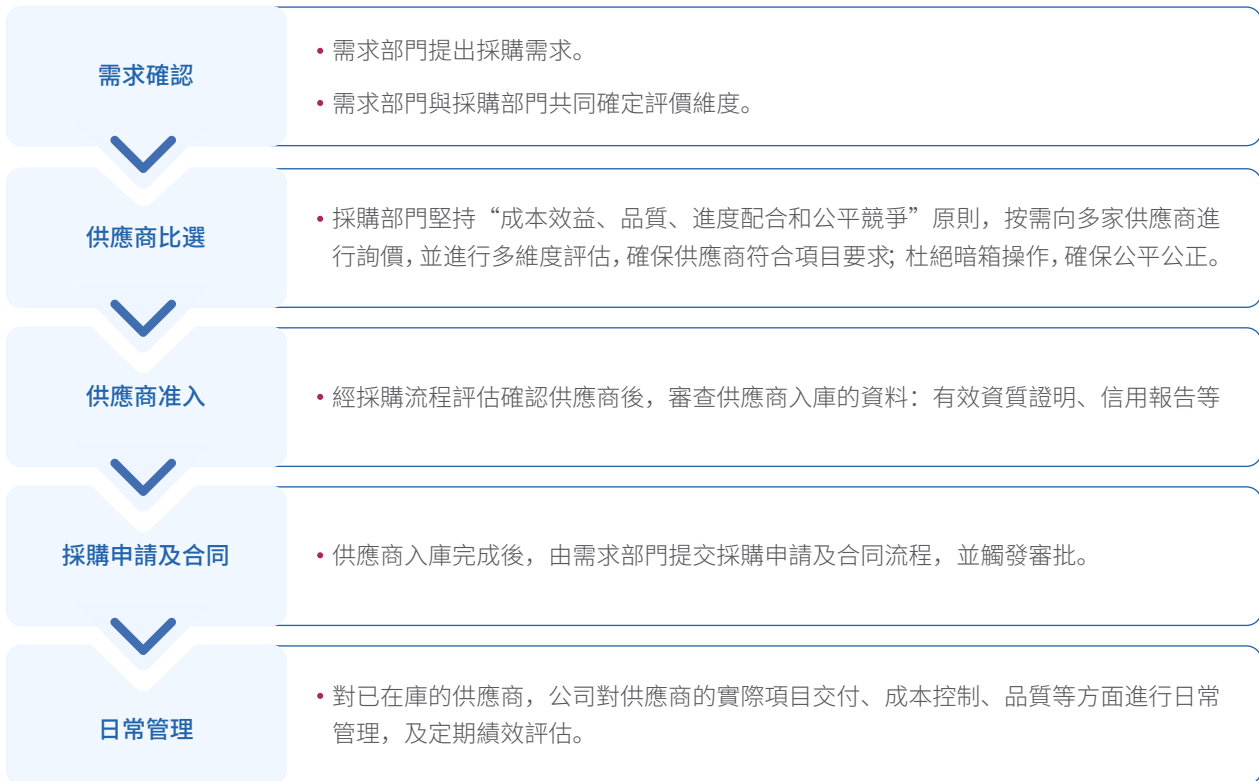 需求確認
• 需求部門提出採購需求。
• 需求部門與採購部門共同確定評價維度。
供應商比選
• 採購部門堅持“成本效益、品質、進度配合和公平競爭”原則，按需向多家供應商進
行詢價，並進行多維度評估，確保供應商符合項目要求；杜絕暗箱操作，確保公平公正。
供應商准入
• 經採購流程評估確認供應商後，審查供應商入庫的資料：有效資質證明、信用報告等
採購申請及合同
• 供應商入庫完成後，由需求部門提交採購申請及合同流程，並觸發審批。
日常管理
• 對已在庫的供應商，公司對供應商的實際項目交付、成本控制、品質等方面進行日常
管理，及定期績效評估。